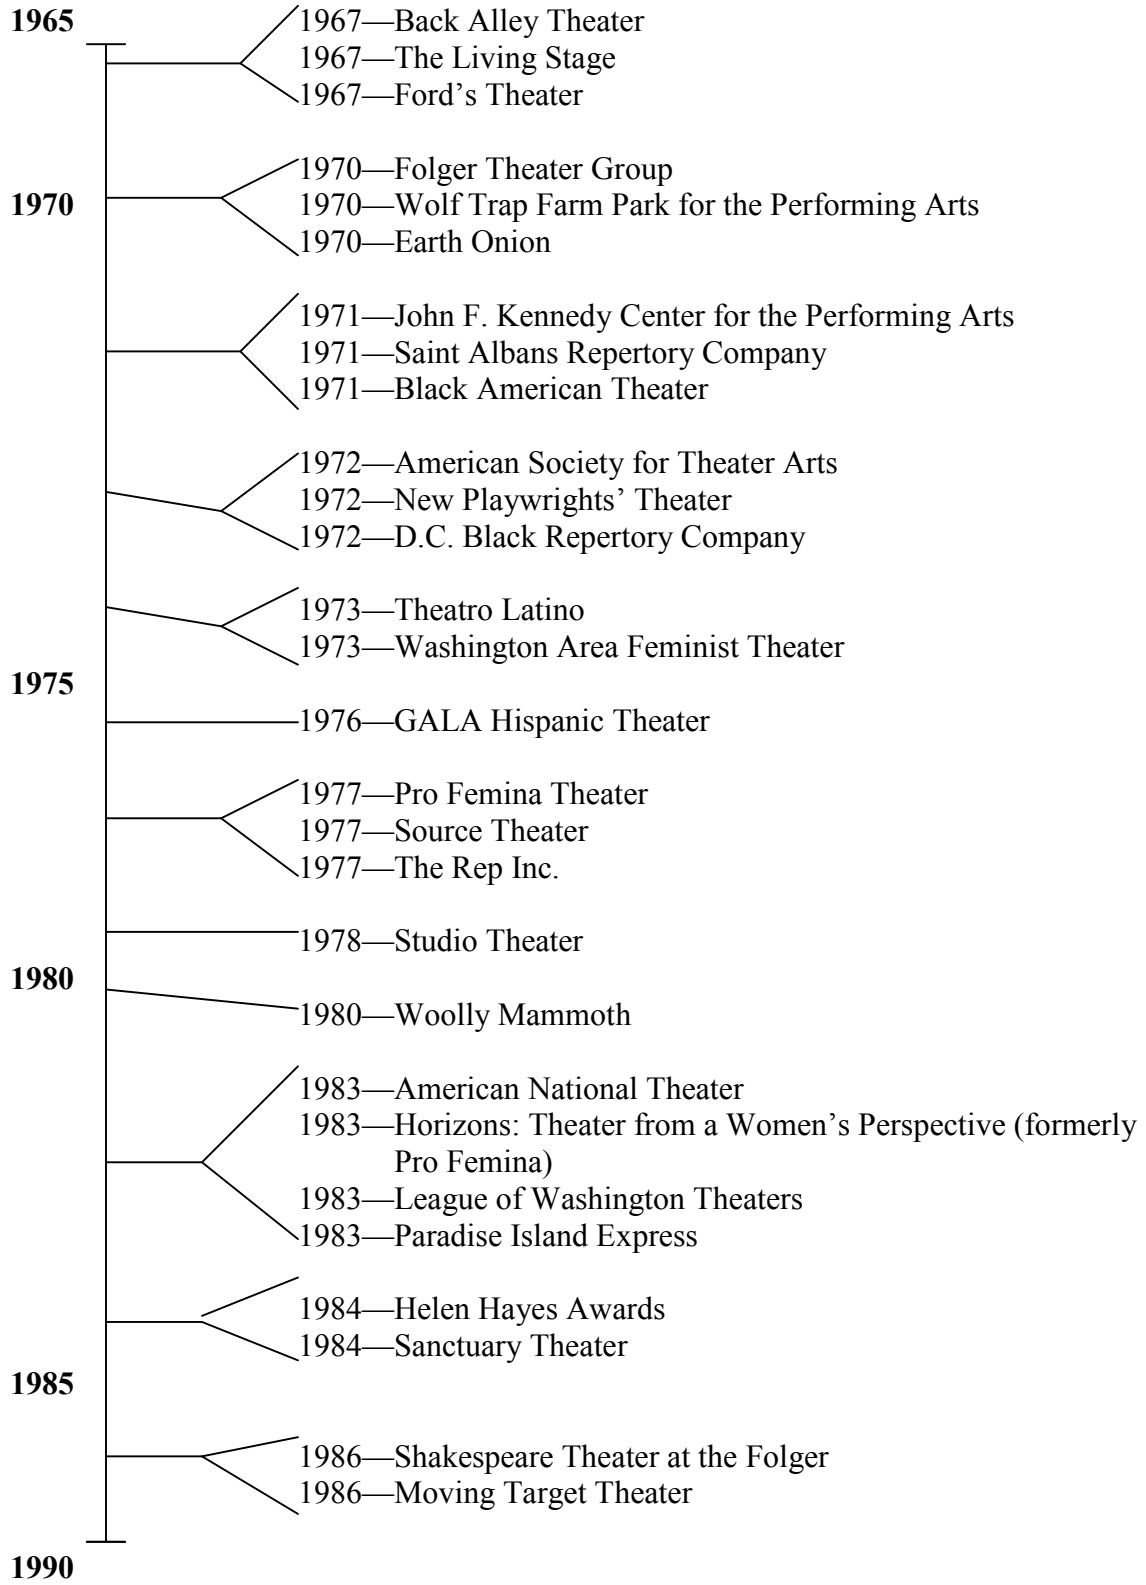 1965
1967—Back Alley Theater
1967—The Living Stage
1967—Ford’s Theater
1970—Folger Theater Group
1970
1970—Wolf Trap Farm Park for the Performing Arts
1970—Earth Onion
1971—John F. Kennedy Center for the Performing Arts
1971—Saint Albans Repertory Company
1971—Black American Theater
1972—American Society for Theater Arts
1972—New Playwrights’ Theater
1972—D.C. Black Repertory Company
1973—Theatro Latino
1973—Washington Area Feminist Theater
1975
1976—GALA Hispanic Theater
1977—Pro Femina Theater
1977—Source Theater
1977—The Rep Inc.
1978—Studio Theater
1980
1980—Woolly Mammoth
1983—American National Theater
1983—Horizons: Theater from a Women’s Perspective (formerly
Pro Femina)
1983—League of Washington Theaters
1983—Paradise Island Express
1984—Helen Hayes Awards
1984—Sanctuary Theater
1985
1986—Shakespeare Theater at the Folger
1986—Moving Target Theater
1990